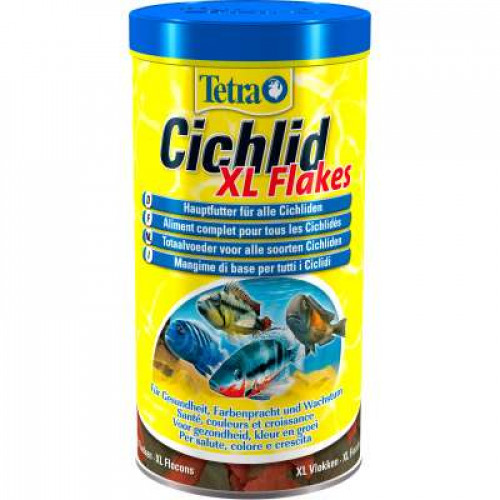 Tetra
Cichlid
XL Flakes
D Hauptfutter für alle Cichliden
F Aliment complet pour tous les Cichlidés
Totaalvoeder voor alle soorten Cichliden
Mangime di base per tutti i Ciclidi
Für Gesundheit, Farbenpracht und Wachstum
Santé, couleurs et croissance
Voor gezondheid, kleur en groei
Per salute, colore e crescita
XL Flocons
XL Vlokken - XL